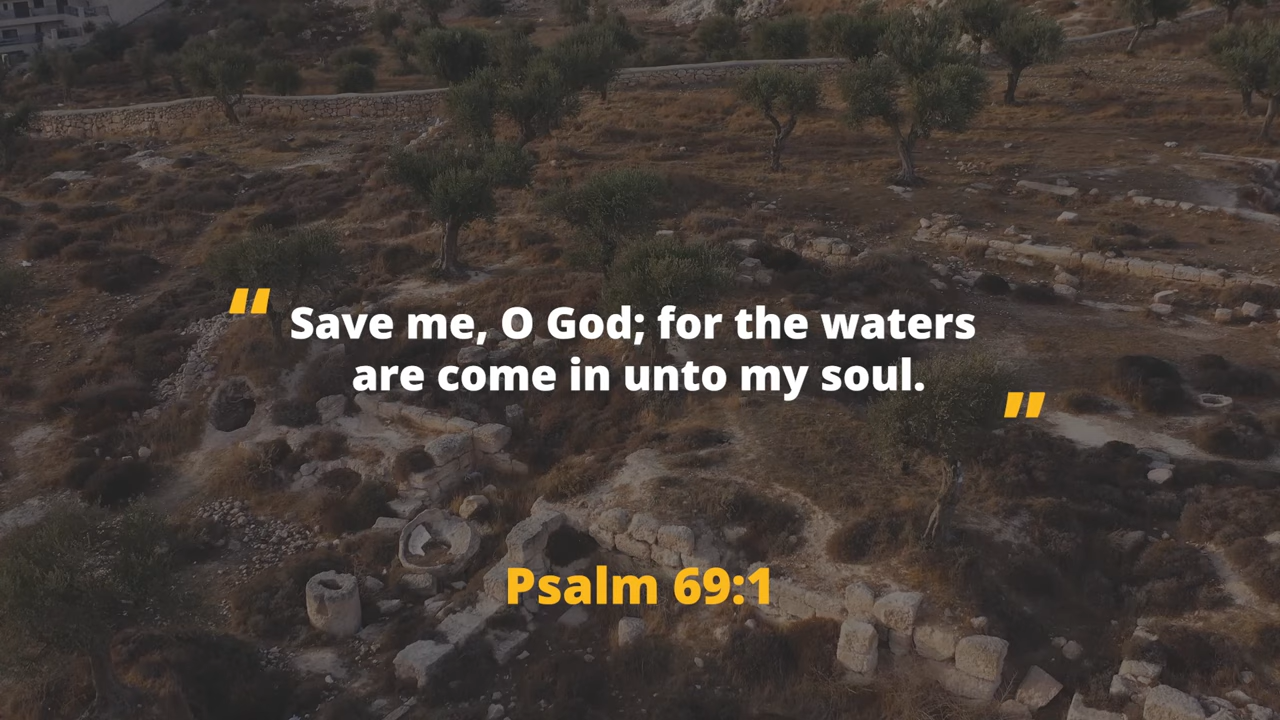 "Save me, O God; for the waters
are come in unto my soul."
Psalm 69:1